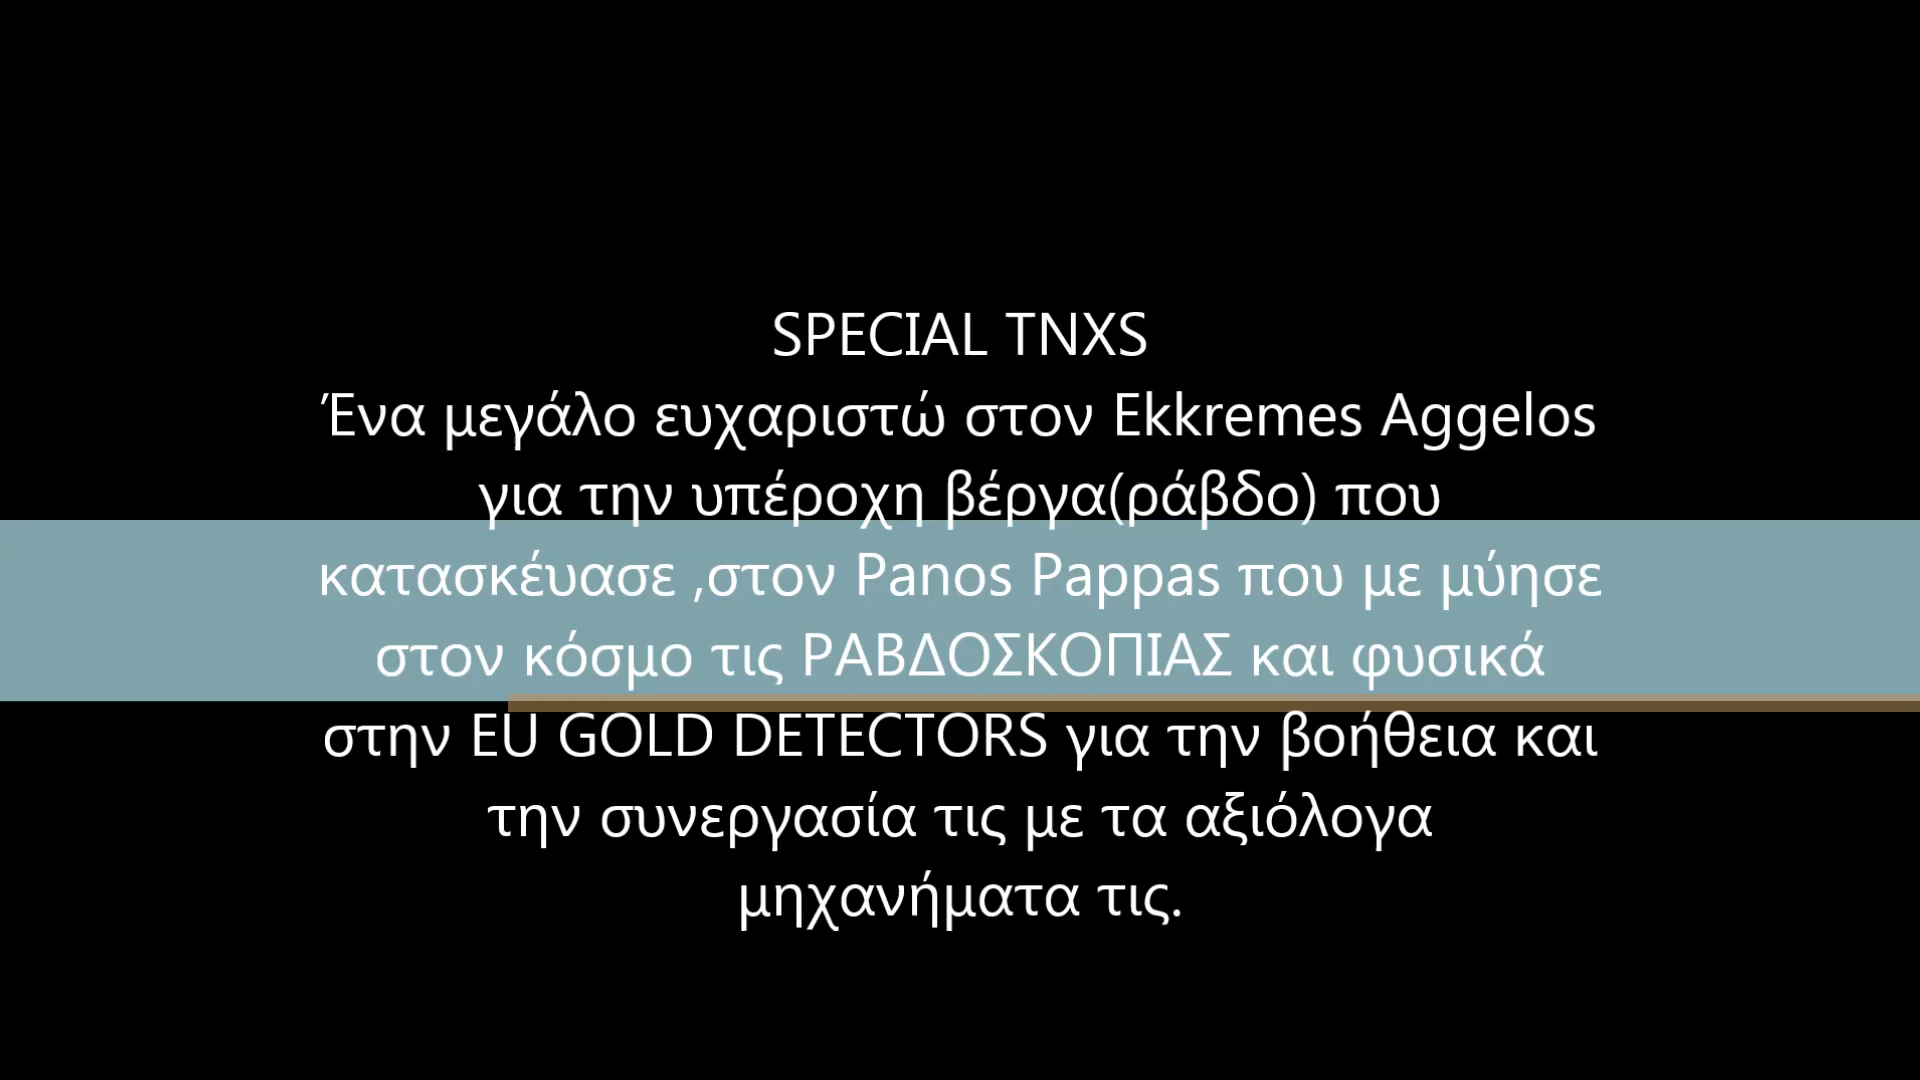 SPECIAL TNXS
Ένα μεγάλο ευχαριστώ στον Ekkremes Aggelos
για την υπέροχη βέργα(ράβδο) που
κατασκέυασε ,στον Panos Pappas που με μύησε
στον κόσμο τις ΡΑΒΔΟΣΚΟΠΙΑΣ και φυσικά
στην EU GOLD DETECTORS για την βοήθεια και
την συνεργασία τις με τα αξιόλογα
μηχανήματα τις.